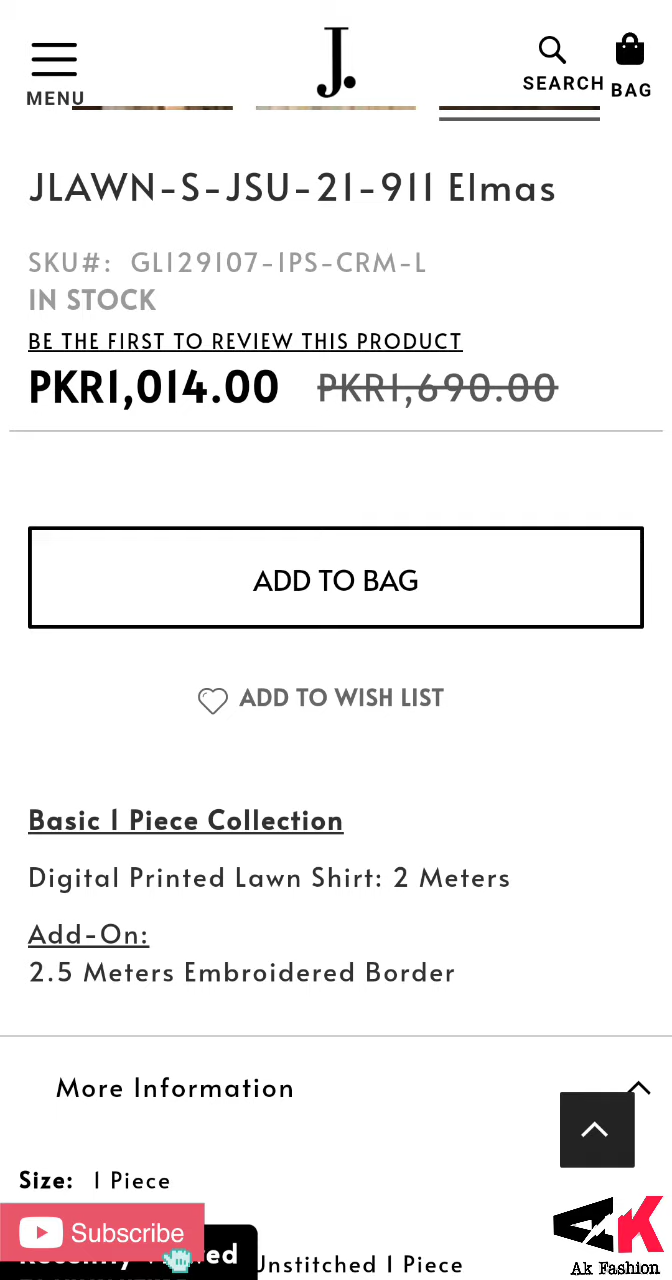 J.
MENU
SEARCH
BAG
JLAWN-S-JSU-21-911 Elmas
SKU#: GL129107-1PS-CRM-L
IN STOCK
BE THE FIRST TO REVIEW THIS PRODUCT
PKR1,014.00 PKR1,690.00
ADD TO BAG
ADD TO WISH LIST
Basic 1 Piece Collection
Digital Printed Lawn Shirt: 2 Meters
Add-On:
2.5 Meters Embroidered Border
More Information
Size: 1 Piece
Subscribe
Unstitched 1 Piece
AK
Ak Fashion